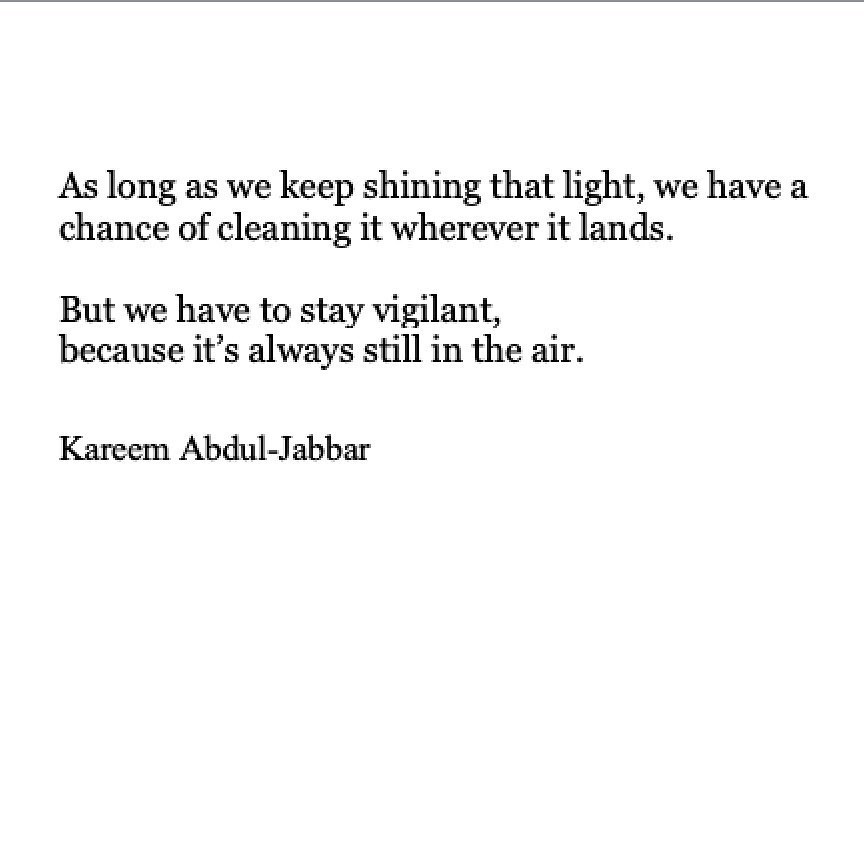 As long as we keep shining that light, we have a
chance of cleaning it wherever it lands.
But we have to stay vigilant,
because it’s always still in the air.
Kareem Abdul-Jabbar